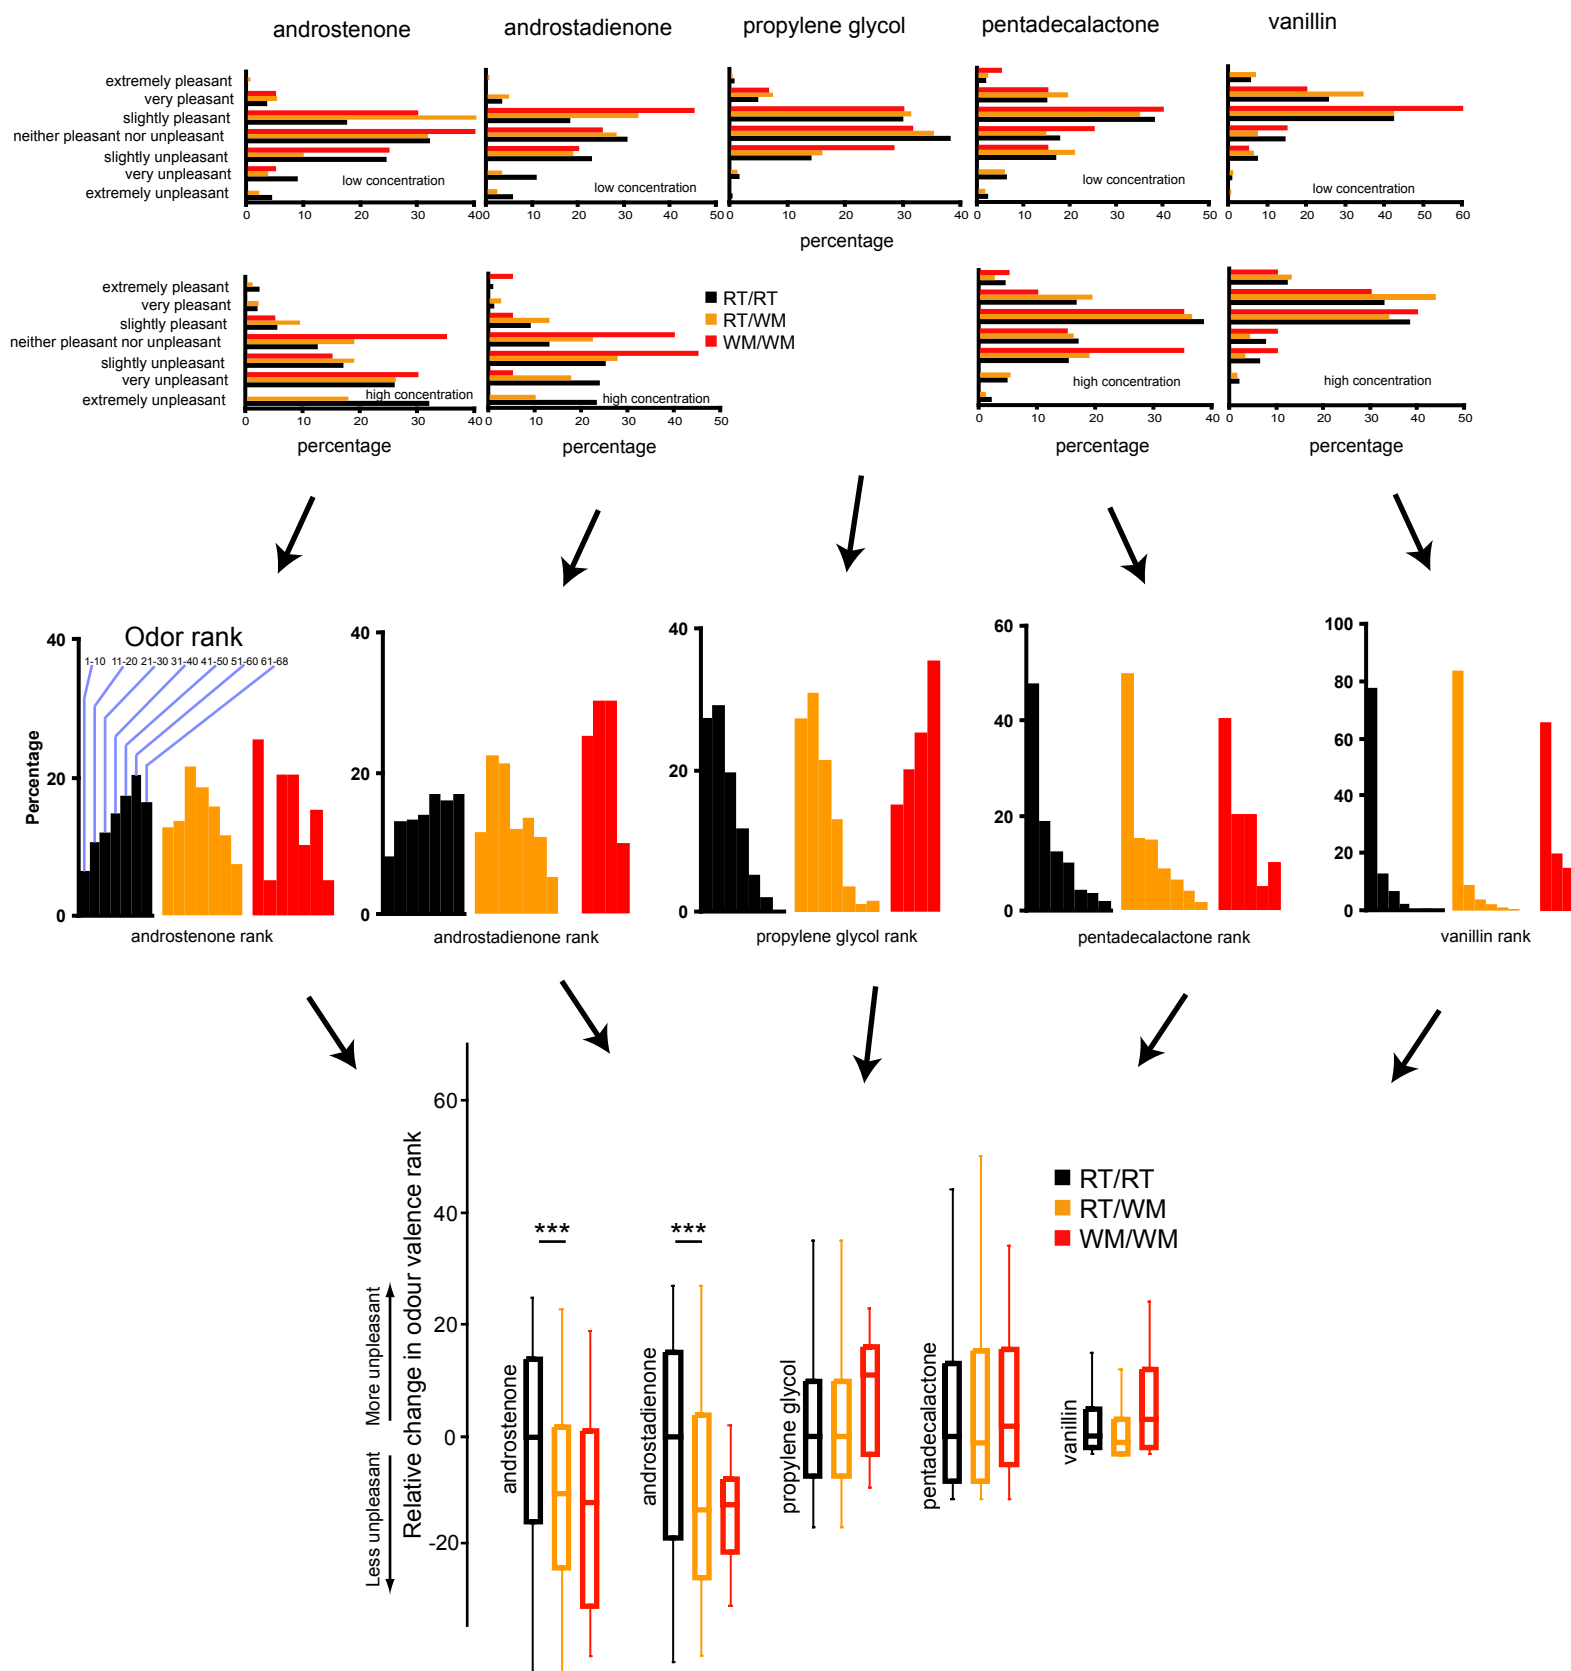 androstenone
androstadienone
propylene glycol
pentadecalactone
vanillin
extremely pleasant
very pleasant
slightly pleasant
neither pleasant nor unpleasant
slightly unpleasant
very unpleasant
extremely unpleasant
low concentration
low concentration
low concentration
low concentration
0 10 20 30 40
0 10 20 30 40 50
0 10 20 30 40
0 10 20 30 40 50
0 10 20 30 40 50 60
percentage
extremely pleasant
very pleasant
slightly pleasant
neither pleasant nor unpleasant
slightly unpleasant
very unpleasant
extremely unpleasant
RT/RT
RT/WM
WM/WM
high concentration
high concentration
high concentration
high concentration
0 10 20 30 40
0 10 20 30 40 50
0 10 20 30 40
0 10 20 30 40 50
percentage
percentage
percentage
percentage
Odor rank
1-10 11-20 21-30 31-40 41-50 51-60 61-68
Percentage
40
20
0
androstenone rank
40
20
0
androstadienone rank
40
20
0
propylene glycol rank
60
40
20
0
pentadecalactone rank
100
80
60
40
20
0
vanillin rank
Relative change in odour valence rank
More unpleasant
Less unpleasant
60
40
20
0
-20
***
***
androstenone
androstadienone
propylene glycol
pentadecalactone
vanillin
RT/RT
RT/WM
WM/WM